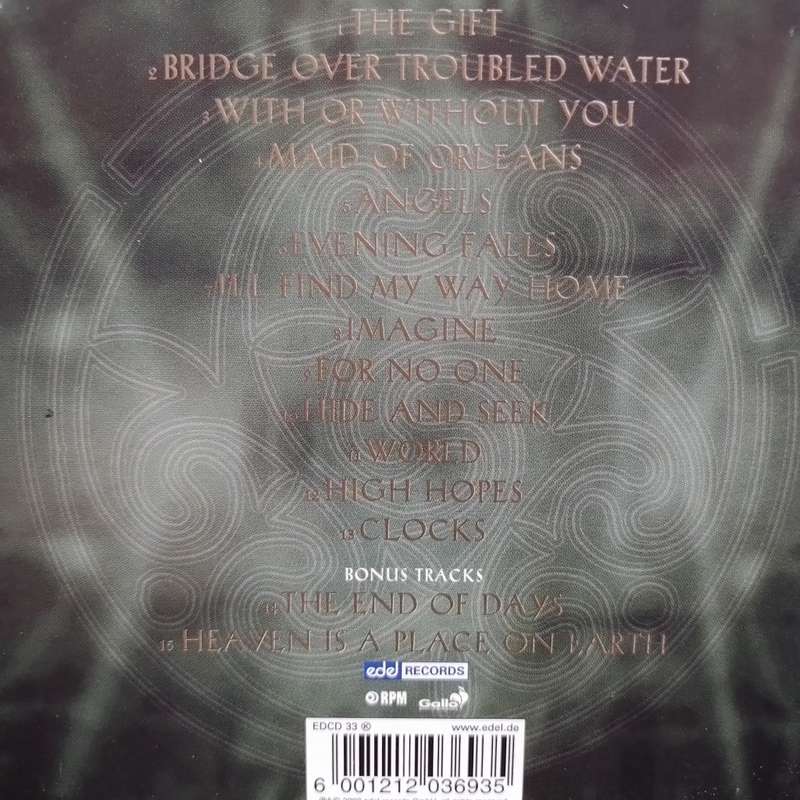 1 THE GIFT
2 BRIDGE OVER TROUBLED WATER
3 WITH OR WITHOUT YOU
4 MAID OF ORLEANS
5 ANGELS
6 EVENING FALLS
7 I'LL FIND MY WAY HOME
8 IMAGINE
9 FOR NO ONE
10 HIDE AND SEEK
11 WORLD
12 HIGH HOPES
13 CLOCKS
BONUS TRACKS
14 THE END OF DAYS
15 HEAVEN IS A PLACE ON EARTH
edel RECORDS
RPM Gallo
EDCD 33 ® www.edel.de
6 001212 036935